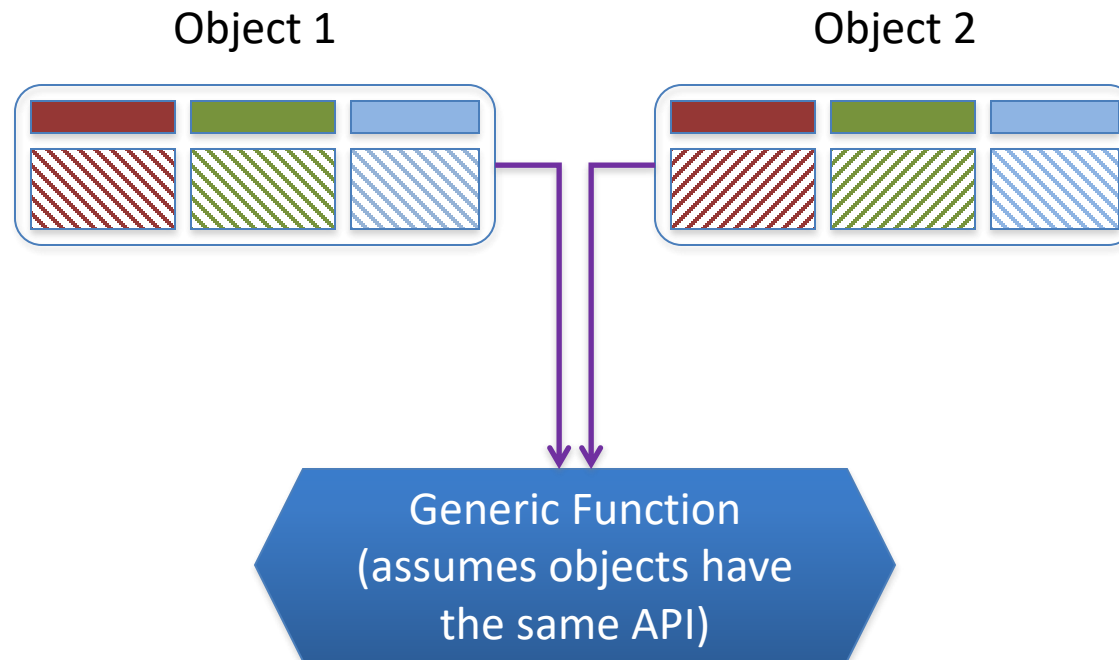 Object 1
Object 2
Generic Function
(assumes objects have
the same API)